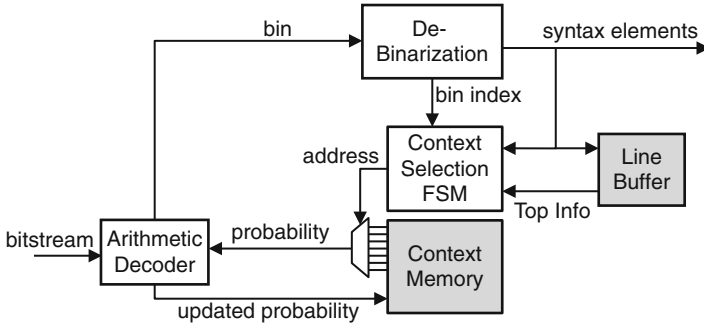 bin
De-
Binarization
syntax elements
bin index
address
Context
Selection
FSM
Line
Buffer
Top Info
bitstream
Arithmetic
Decoder
probability
Context
Memory
updated probability